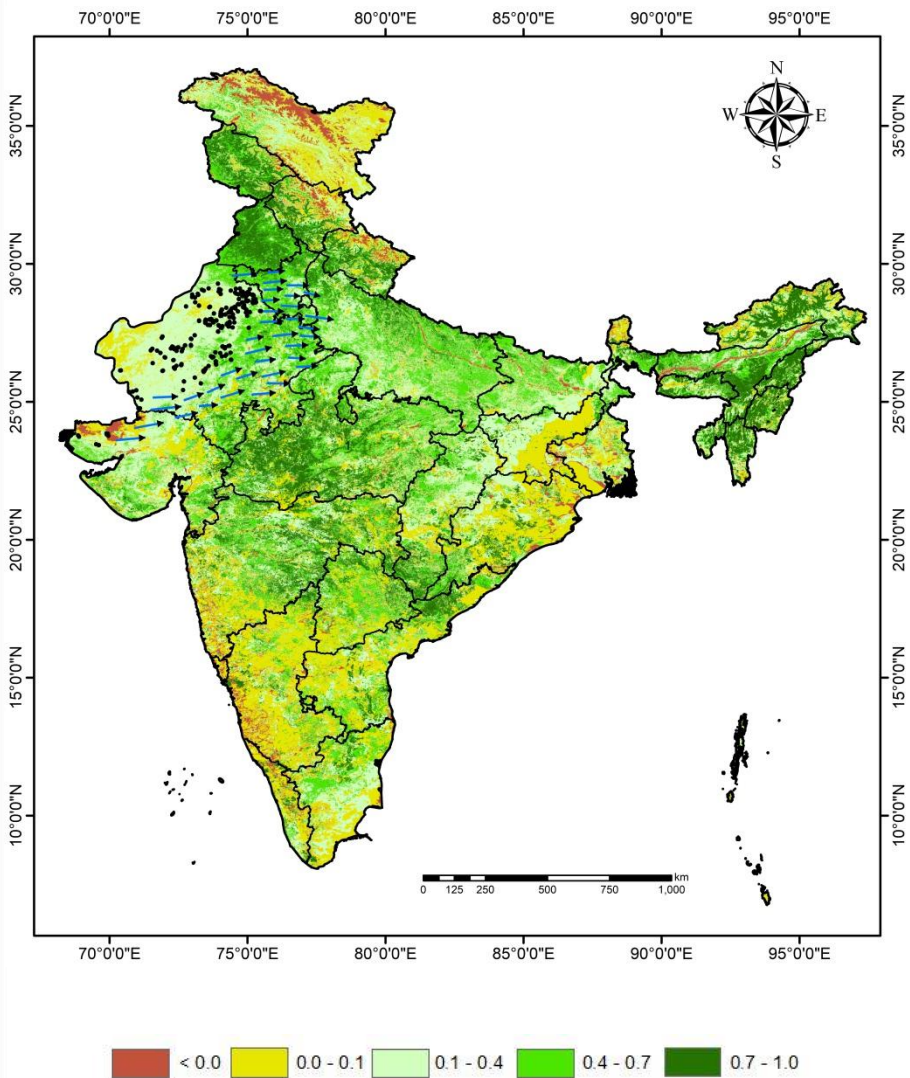 70°0'0"E 75°0'0"E 80°0'0"E 85°0'0"E 90°0'0"E 95°0'0"E
N
W E
S
35°0'0"N 35°0'0"N
30°0'0"N 30°0'0"N
25°0'0"N 25°0'0"N
20°0'0"N 20°0'0"N
15°0'0"N 15°0'0"N
10°0'0"N 10°0'0"N
km
0 125 250 500 750 1,000
70°0'0"E 75°0'0"E 80°0'0"E 85°0'0"E 90°0'0"E 95°0'0"E
< 0.0 0.0 - 0.1 0.1 - 0.4 0.4 - 0.7 0.7 - 1.0